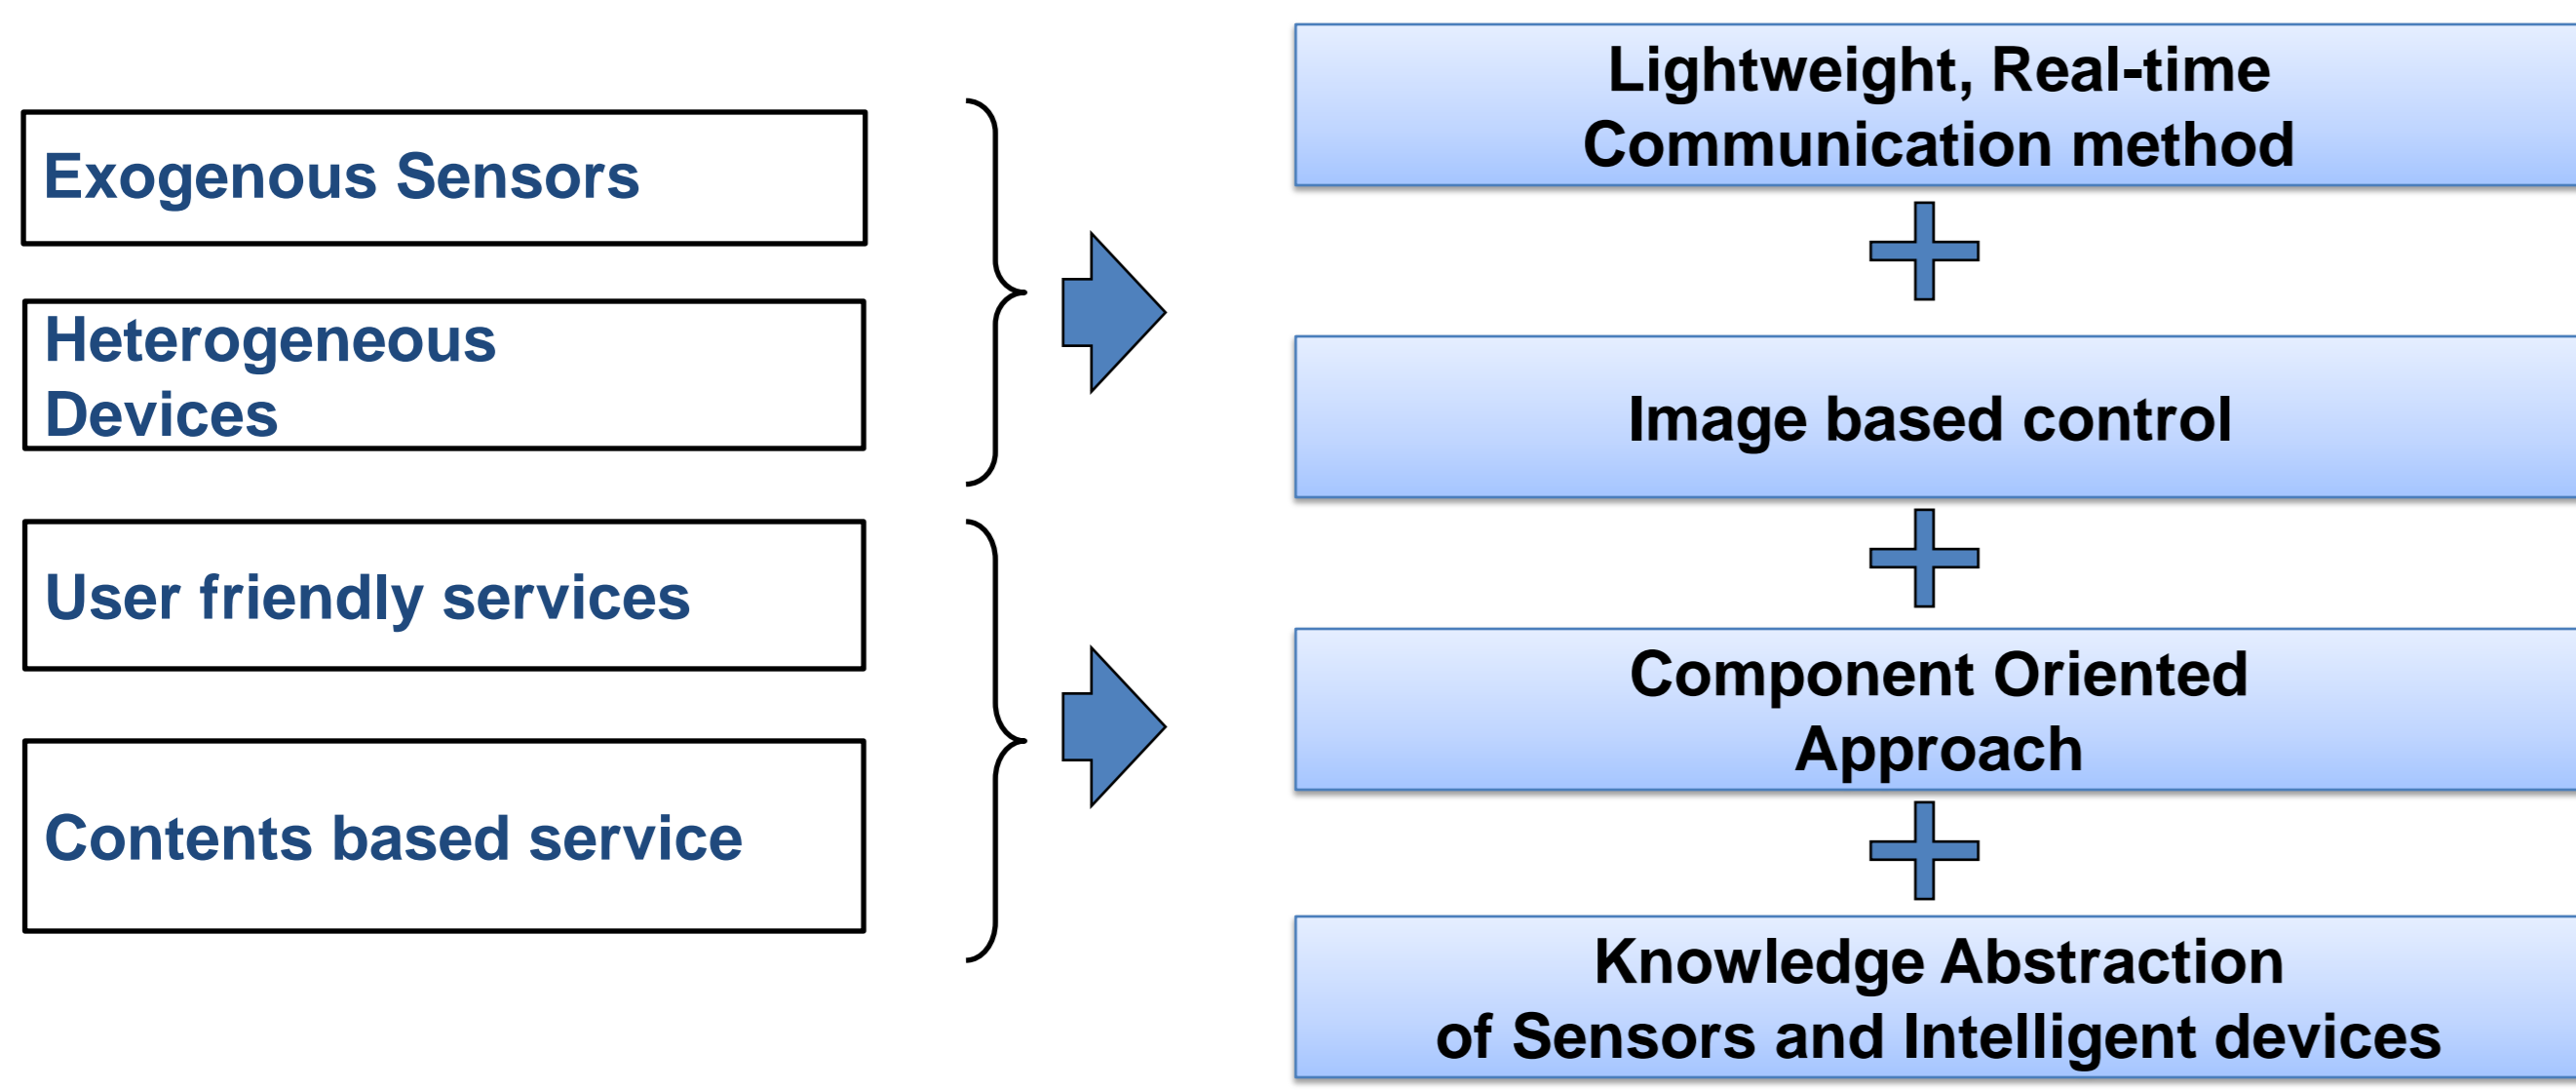 Exogenous Sensors
Heterogeneous
Devices
User friendly services
Contents based service
Lightweight, Real-time
Communication method
Image based control
Component Oriented
Approach
Knowledge Abstraction
of Sensors and Intelligent devices